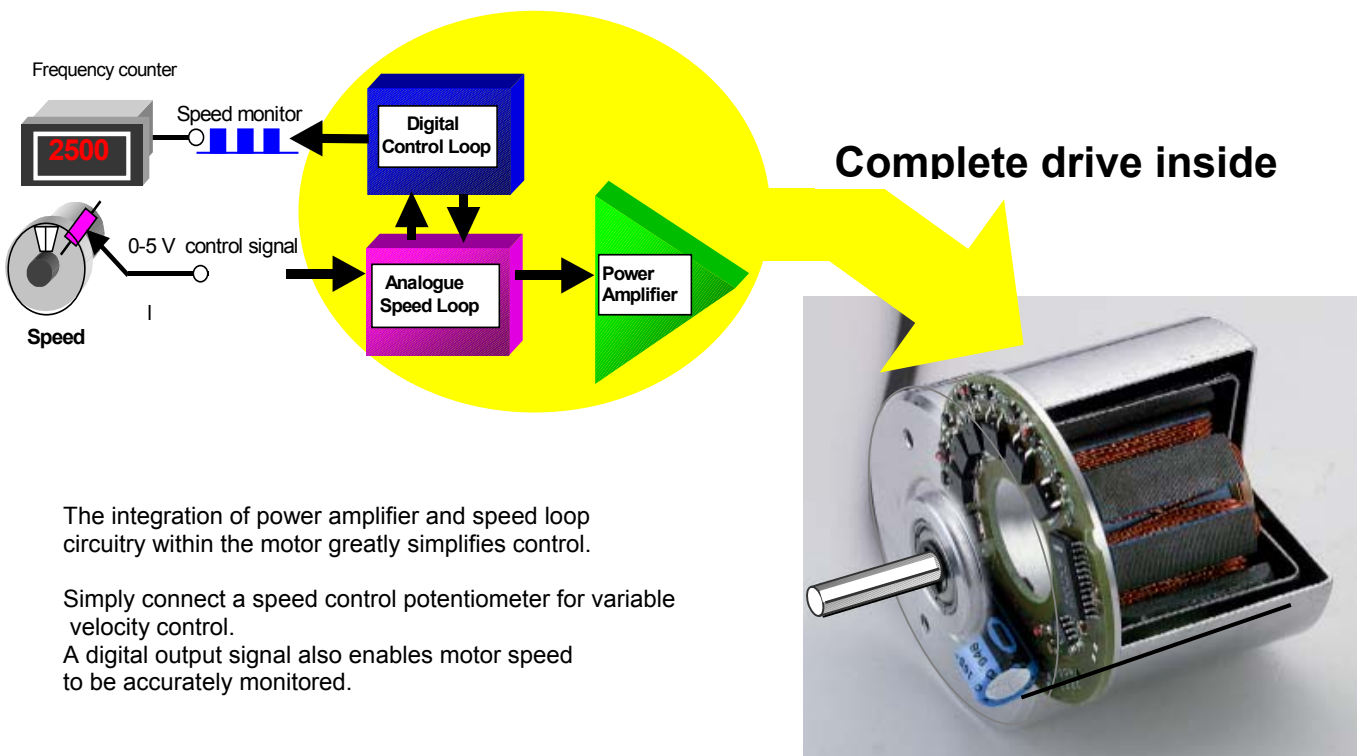 Frequency counter
Speed monitor
2500
Digital
Control Loop
Complete drive inside
0-5 V control signal
Analogue
Speed Loop
Power
Amplifier
I
Speed
The integration of power amplifier and speed loop
circuitry within the motor greatly simplifies control.
Simply connect a speed control potentiometer for variable
velocity control.
A digital output signal also enables motor speed
to be accurately monitored.